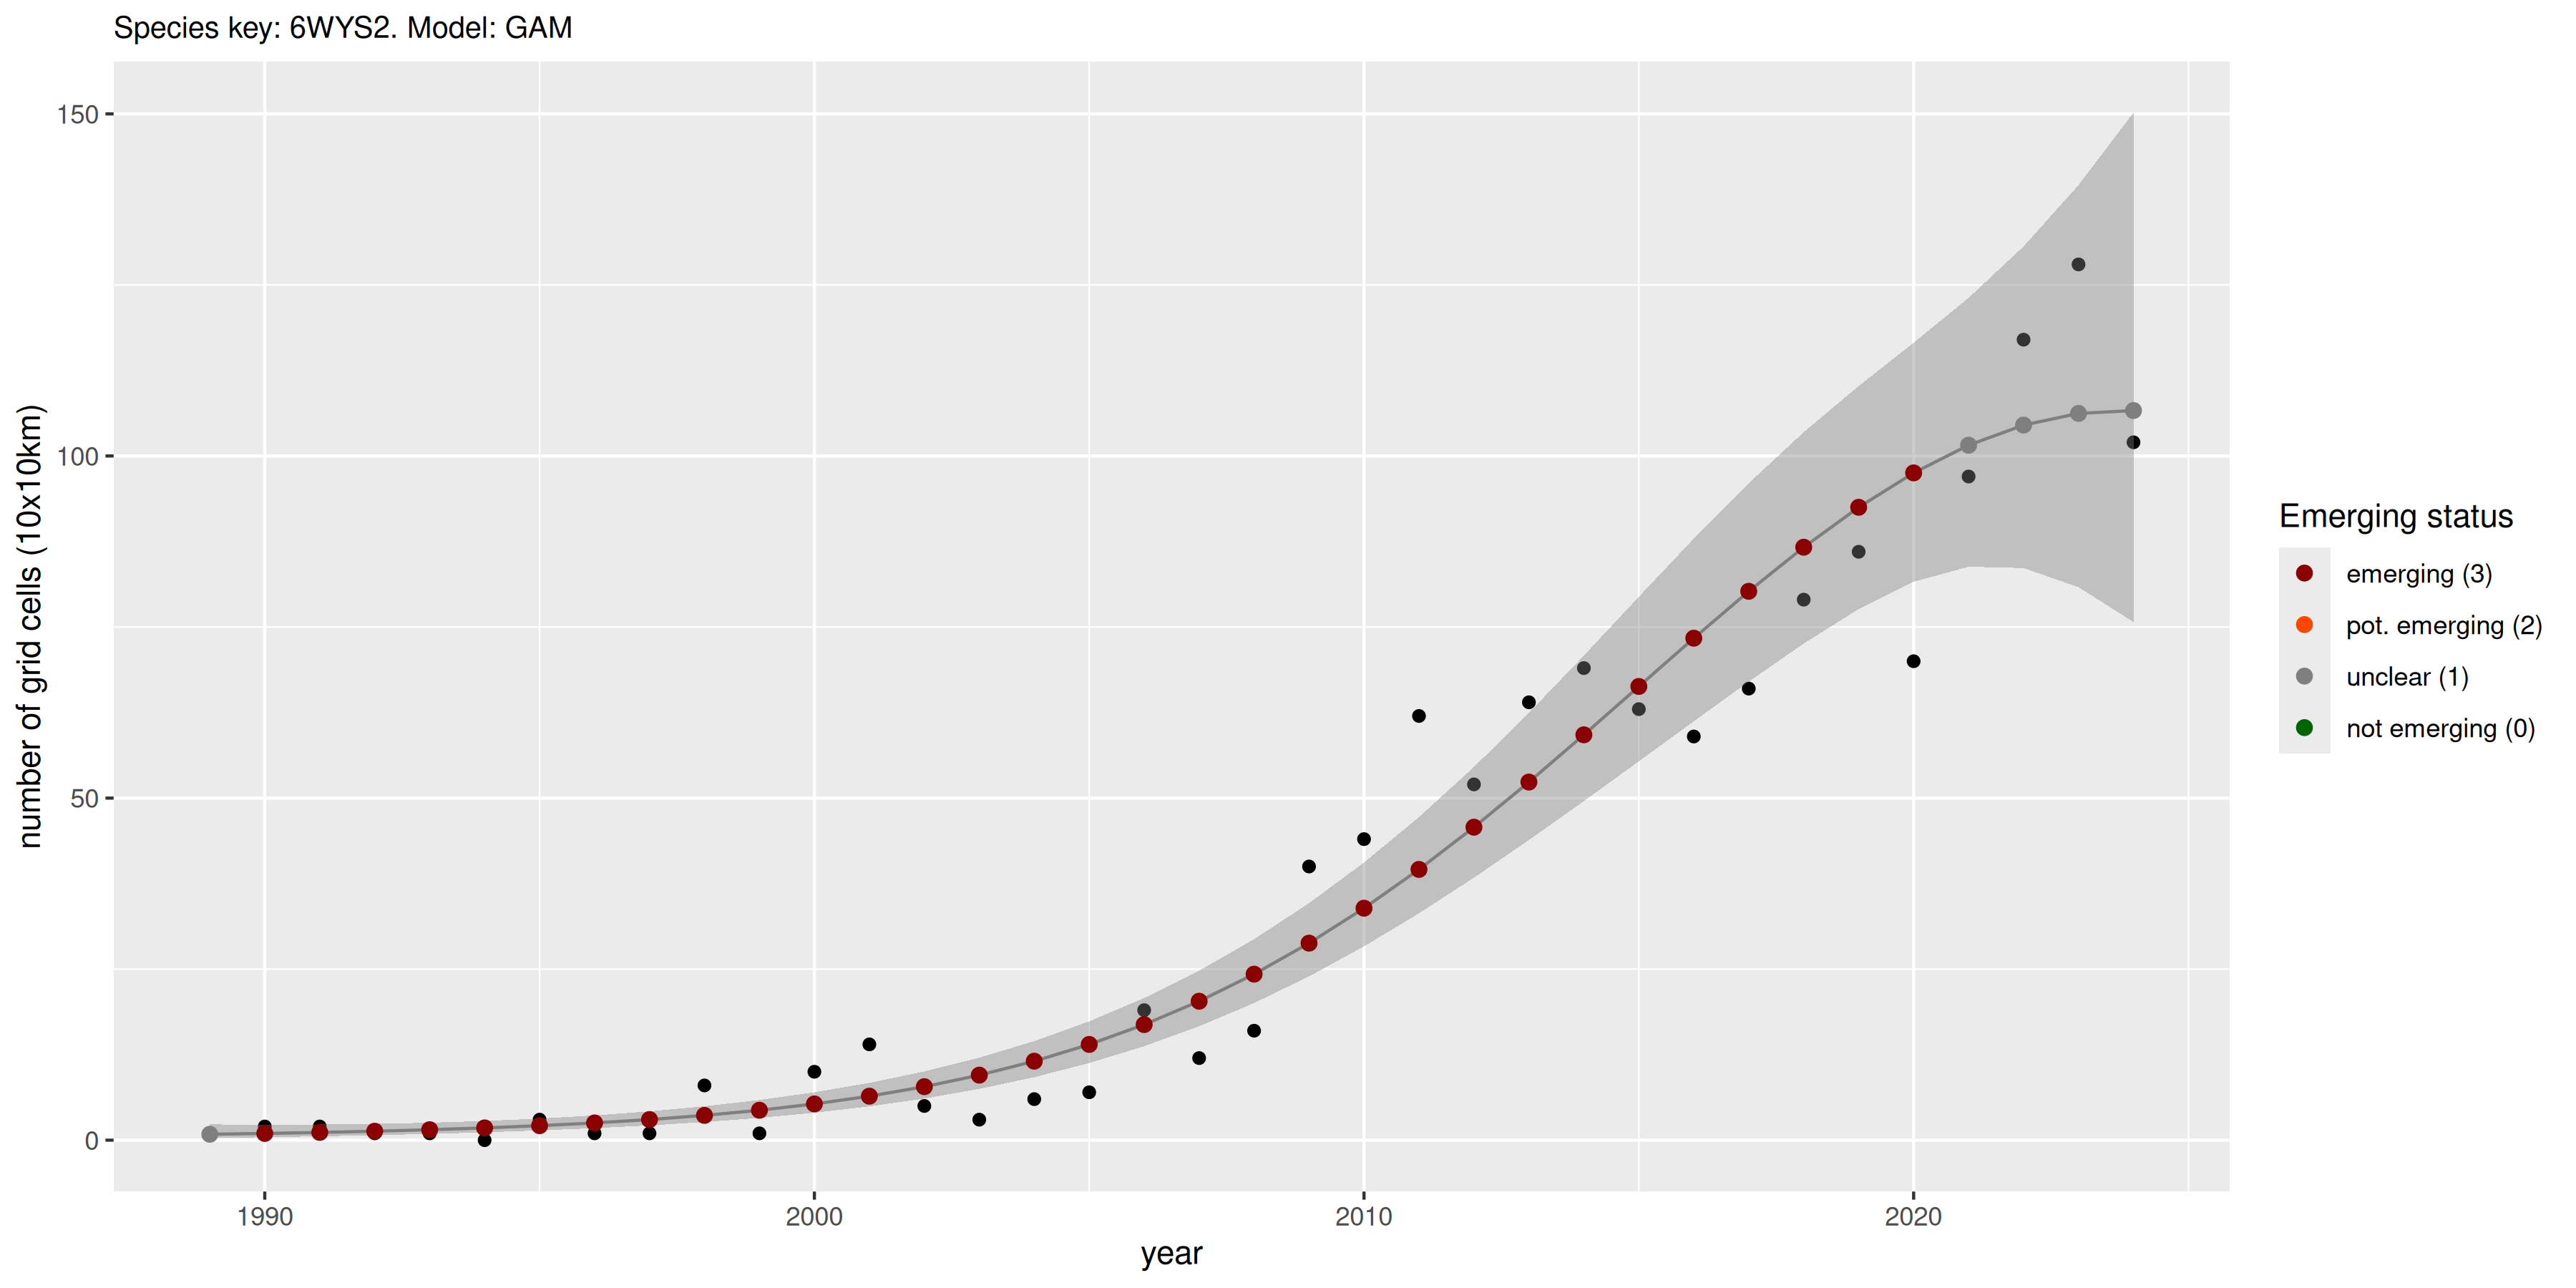 Species key: 6WYS2. Model: GAM
150
100
50
0
number of grid cells (10x10km)
1990
2000
2010
2020
year
Emerging status
emerging (3)
pot. emerging (2)
unclear (1)
not emerging (0)